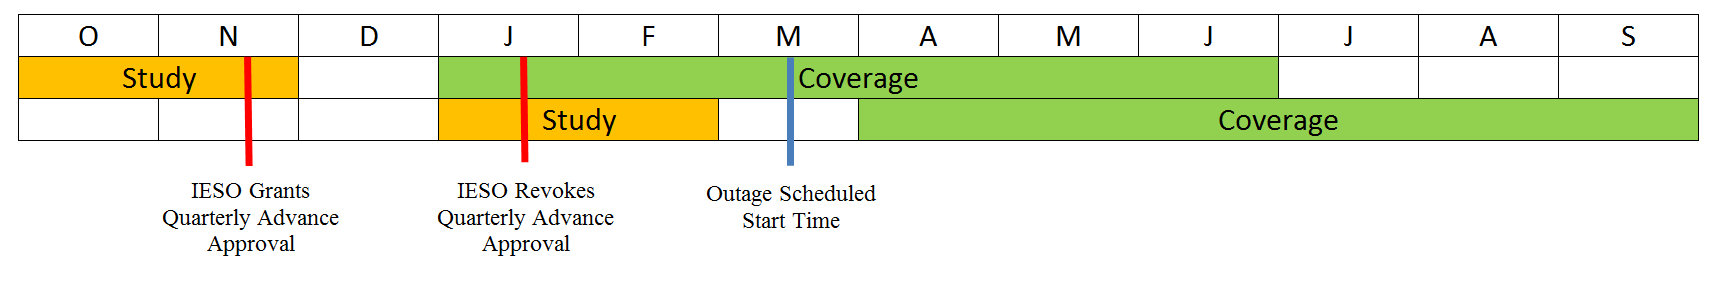 O N D J F M A M J J A S
Study Coverage
Study Coverage
IESO Grants
Quarterly Advance
Approval
IESO Revokes
Quarterly Advance
Approval
Outage Scheduled
Start Time